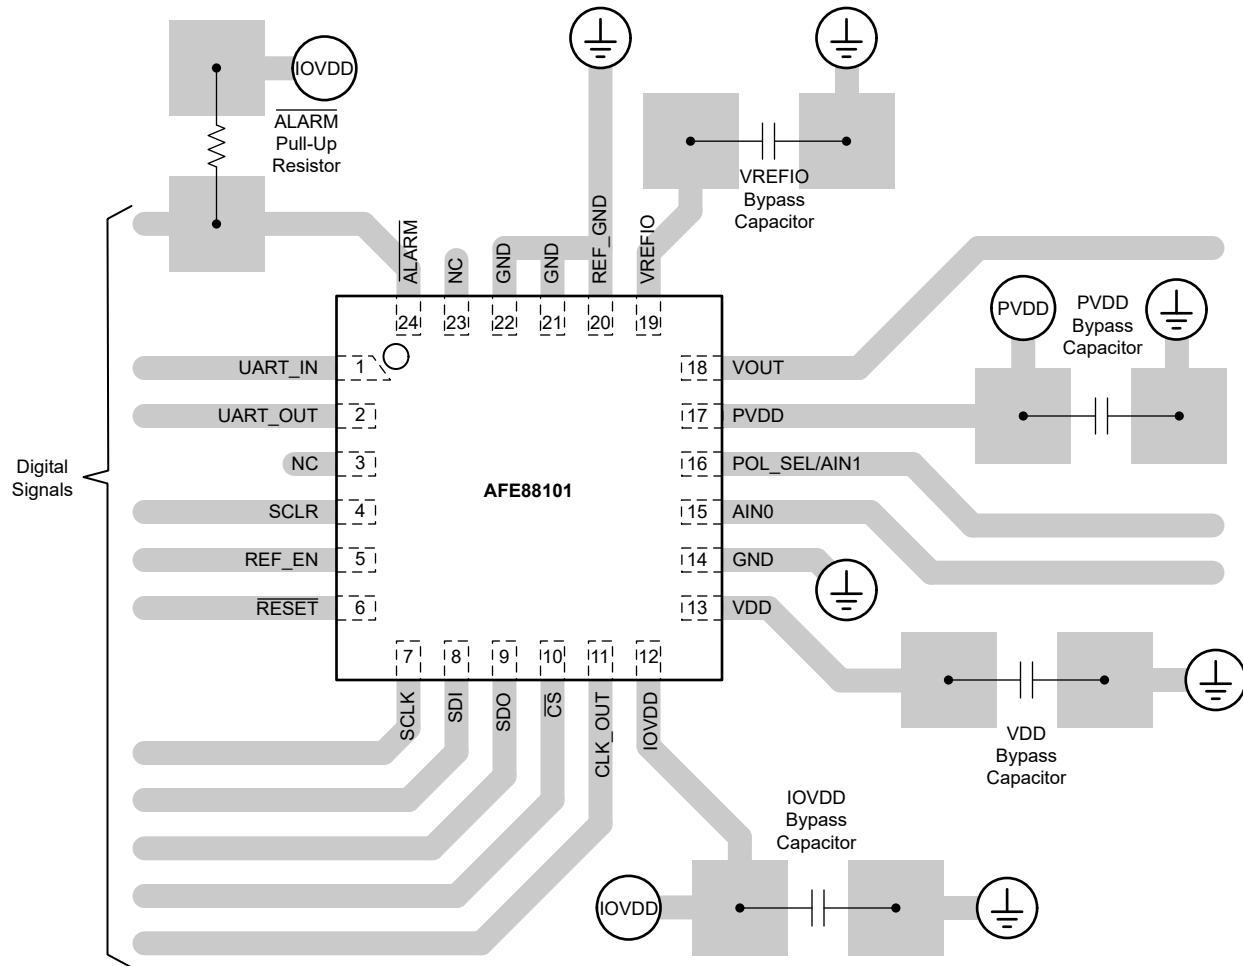 IOVDD
ALARM
Pull-Up
Resistor
VREFIO
Bypass
Capacitor
ALARM
NC
GND
GND
REF_GND
VREFIO
24
23
22
21
20
19
PVDD
PVDD
Bypass
Capacitor
UART_IN
1
UART_OUT
2
NC
3
SCLR
4
REF_EN
5
RESET
6
Digital
Signals
AFE88101
18
VOUT
17
PVDD
16
POL_SEL/AIN1
15
AIN0
14
GND
13
VDD
7
8
9
10
11
12
SCLK
SDI
SDO
CS
CLK_OUT
IOVDD
VDD
Bypass
Capacitor
IOVDD
Bypass
Capacitor
IOVDD